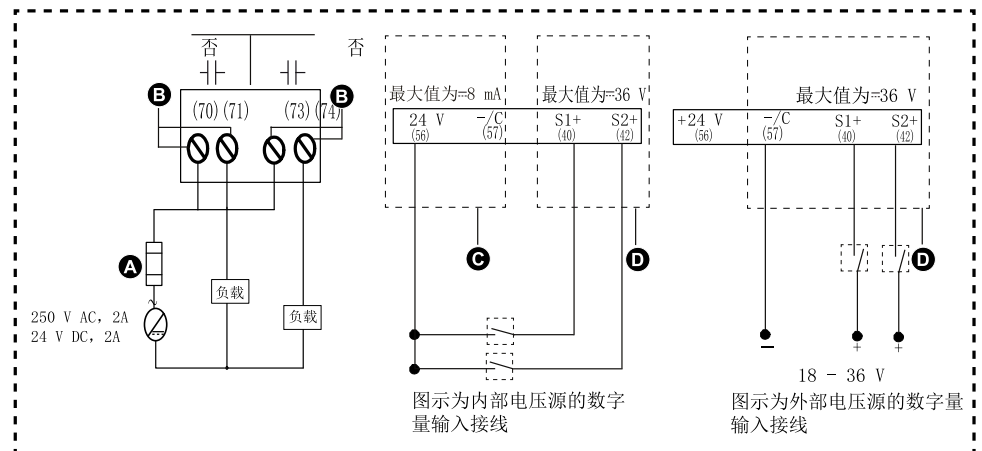 否 否
B (70) (71) (73) (74) B
A
负载
负载
250 V AC, 2A
24 V DC, 2A
最大值为⎓8 mA 最大值为⎓36 V
24 V -/C S1+ S2+
(56) (57) (40) (42)
C D
图示为内部电压源的数字
量输入接线
最大值为⎓36 V
+24 V -/C S1+ S2+
(56) (57) (40) (42)
D
— + +
18 - 36 V
图示为外部电压源的数字量
输入接线